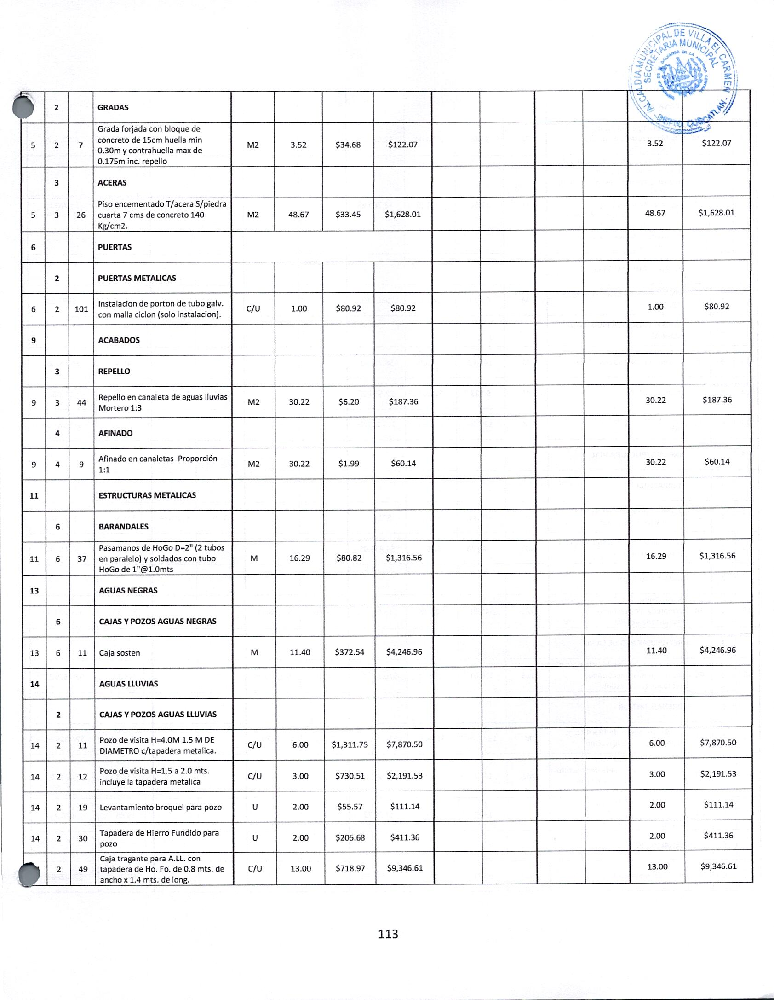 ALCALDIA MUNICIPAL DE VILLA EL CARMEN
SECRETARIA MUNICIPAL
DEPTO. CUSCATLAN
2 GRADAS
Grada forjada con bloque de
concreto de 15cm huella min
5 2 7 0.30m y contrahuella max de M2 3.52 $34.68 $122.07 3.52 $122.07
0.175m inc. repello
3 ACERAS
Piso encementado T/acera S/piedra
5 3 26 cuarta 7 cms de concreto 140 M2 48.67 $33.45 $1,628.01 48.67 $1,628.01
Kg/cm2.
6 PUERTAS
2 PUERTAS METALICAS
Instalacion de porton de tubo galv.
6 2 101 con malla ciclon (solo instalacion). C/U 1.00 $80.92 $80.92 1.00 $80.92
9 ACABADOS
3 REPELLO
Repello en canaleta de aguas lluvias
9 3 44 Mortero 1:3 M2 30.22 $6.20 $187.36 30.22 $187.36
4 AFINADO
Afinado en canaletas Proporción
9 4 9 1:1 M2 30.22 $1.99 $60.14 30.22 $60.14
11 ESTRUCTURAS METALICAS
6 BARANDALES
Pasamanos de HoGo D=2" (2 tubos
11 6 37 en paralelo) y soldados con tubo M 16.29 $80.82 $1,316.56 16.29 $1,316.56
HoGo de 1"@1.0mts
13 AGUAS NEGRAS
6 CAJAS Y POZOS AGUAS NEGRAS
13 6 11 Caja sosten M 11.40 $372.54 $4,246.96 11.40 $4,246.96
14 AGUAS LLUVIAS
2 CAJAS Y POZOS AGUAS LLUVIAS
Pozo de visita H=4.0M 1.5 M DE
14 2 11 DIAMETRO c/tapadera metalica. C/U 6.00 $1,311.75 $7,870.50 6.00 $7,870.50
Pozo de visita H=1.5 a 2.0 mts.
14 2 12 incluye la tapadera metalica C/U 3.00 $730.51 $2,191.53 3.00 $2,191.53
14 2 19 Levantamiento broquel para pozo U 2.00 $55.57 $111.14 2.00 $111.14
Tapadera de Hierro Fundido para
14 2 30 pozo U 2.00 $205.68 $411.36 2.00 $411.36
Caja tragante para A.LL. con
2 49 tapadera de Ho. Fo. de 0.8 mts. de C/U 13.00 $718.97 $9,346.61 13.00 $9,346.61
ancho x 1.4 mts. de long.
113